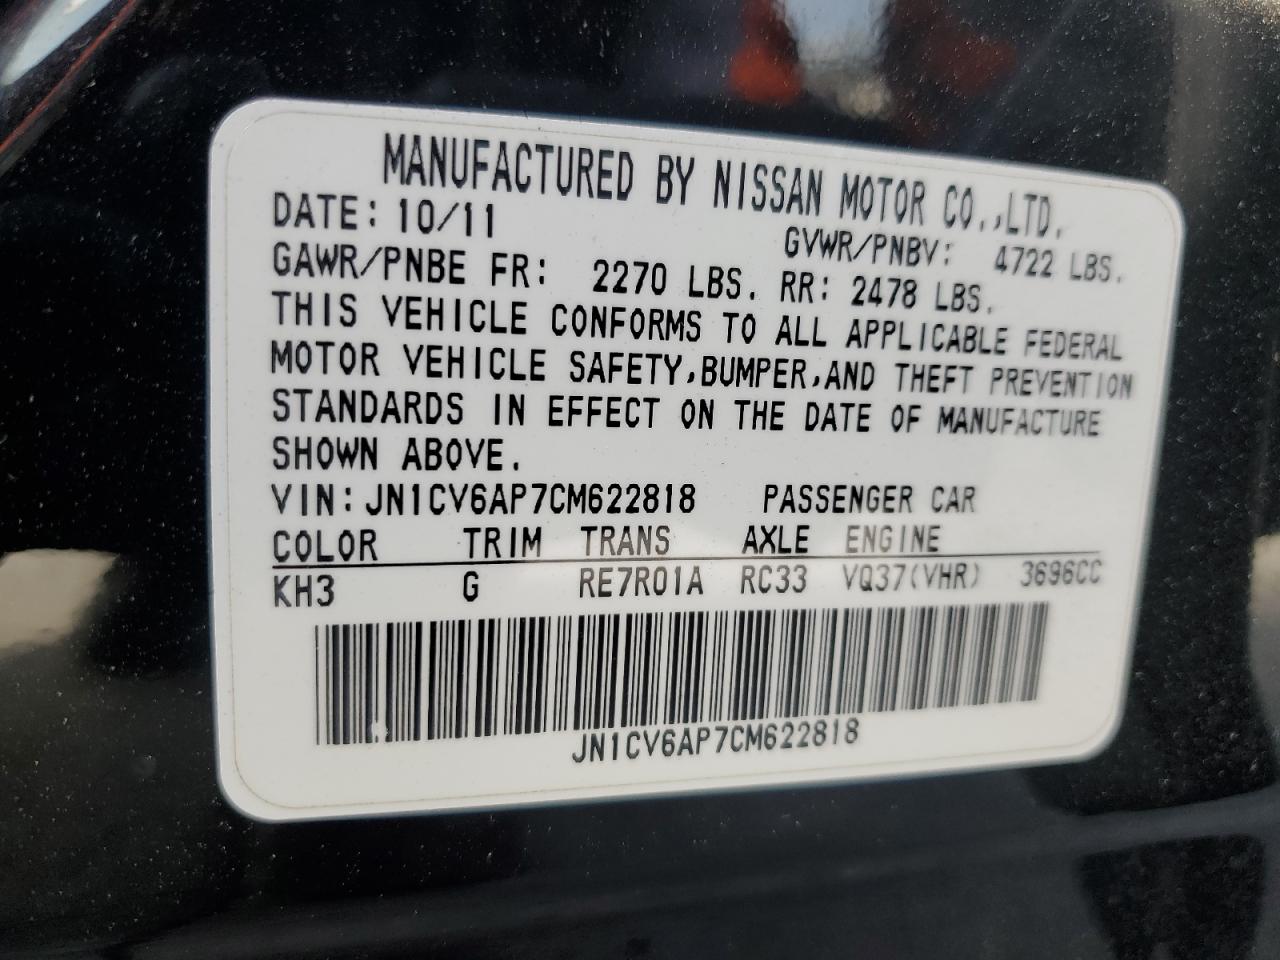 MANUFACTURED BY NISSAN MOTOR CO.,LTD.
DATE: 10/11 GVWR/PNBV: 4722 LBS.
GAWR/PNBE FR: 2270 LBS. RR: 2478 LBS.
THIS VEHICLE CONFORMS TO ALL APPLICABLE FEDERAL
MOTOR VEHICLE SAFETY,BUMPER,AND THEFT PREVENTION
STANDARDS IN EFFECT ON THE DATE OF MANUFACTURE
SHOWN ABOVE.
VIN:JN1CV6AP7CM622818 PASSENGER CAR
COLOR TRIM TRANS AXLE ENGINE
KH3 G RE7R01A RC33 VQ37(VHR) 3696CC
JN1CV6AP7CM622818